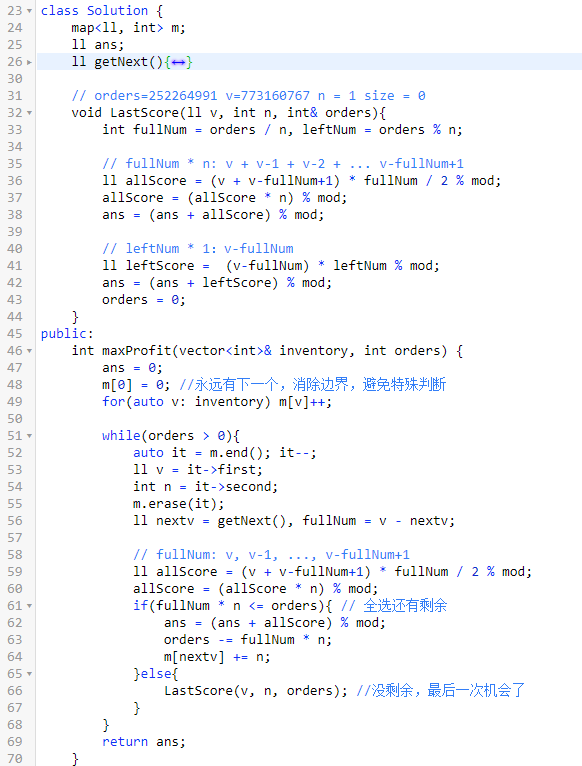 23 class Solution {
24     map<ll, int> m;
25     ll ans;
26     ll getNext(){↔}
30
31     // orders=252264991 v=773160767 n = 1 size = 0
32     void LastScore(ll v, int n, int& orders){
33         int fullNum = orders / n, leftNum = orders % n;
34
35         // fullNum * n: v + v-1 + v-2 + ... v-fullNum+1
36         ll allScore = (v + v-fullNum+1) * fullNum / 2 % mod;
37         allScore = (allScore * n) % mod;
38         ans = (ans + allScore) % mod;
39
40         // leftNum * 1: v-fullNum
41         ll leftScore =  (v-fullNum) * leftNum % mod;
42         ans = (ans + leftScore) % mod;
43         orders = 0;
44     }
45 public:
46     int maxProfit(vector<int>& inventory, int orders) {
47         ans = 0;
48         m[0] = 0; //永远有下一个，消除边界，避免特殊判断
49         for(auto v: inventory) m[v]++;
50
51         while(orders > 0){
52             auto it = m.end(); it--;
53             ll v = it->first;
54             int n = it->second;
55             m.erase(it);
56             ll nextv = getNext(), fullNum = v - nextv;
57
58             // fullNum: v, v-1, ..., v-fullNum+1
59             ll allScore = (v + v-fullNum+1) * fullNum / 2 % mod;
60             allScore = (allScore * n) % mod;
61             if(fullNum * n <= orders){ // 全选还有剩余
62                 ans = (ans + allScore) % mod;
63                 orders -= fullNum * n;
64                 m[nextv] += n;
65             }else{
66                 LastScore(v, n, orders); //没剩余，最后一次机会了
67             }
68         }
69         return ans;
70     }